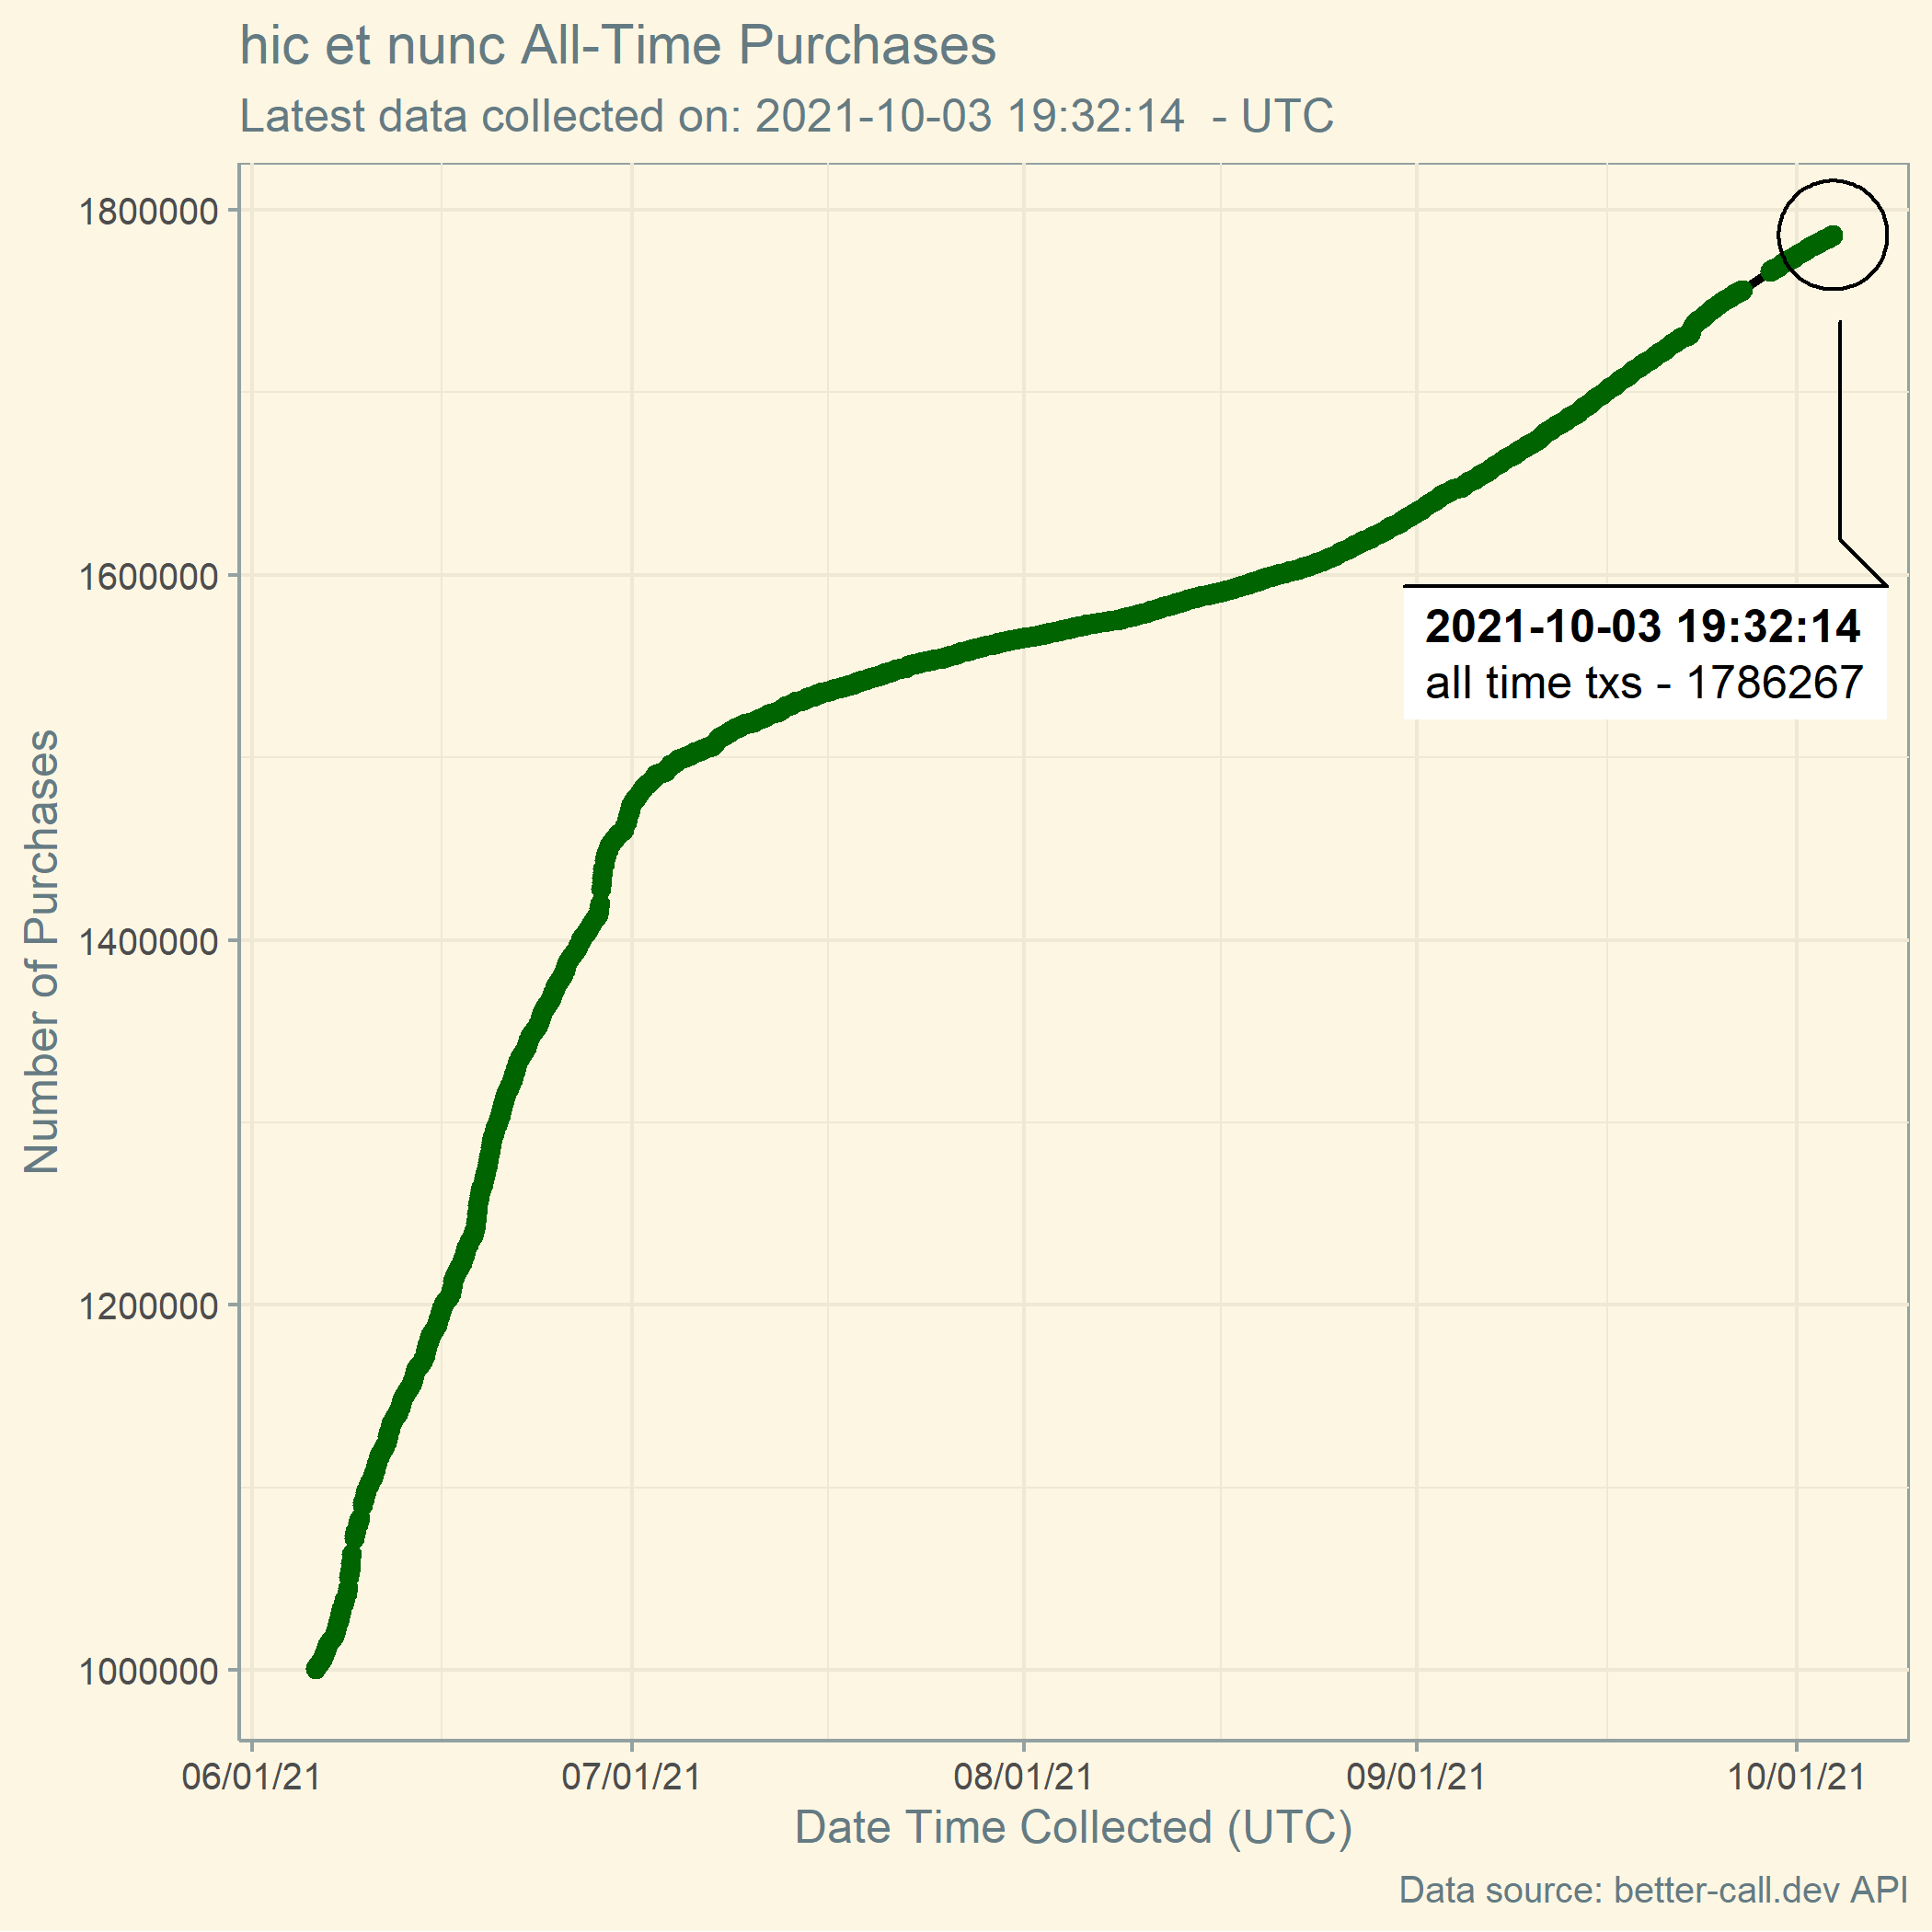 hic et nunc All-Time Purchases
Latest data collected on: 2021-10-03 19:32:14  - UTC
Number of Purchases
1800000
1600000
1400000
1200000
1000000
2021-10-03 19:32:14
all time txs - 1786267
06/01/21
07/01/21
08/01/21
09/01/21
10/01/21
Date Time Collected (UTC)
Data source: better-call.dev API